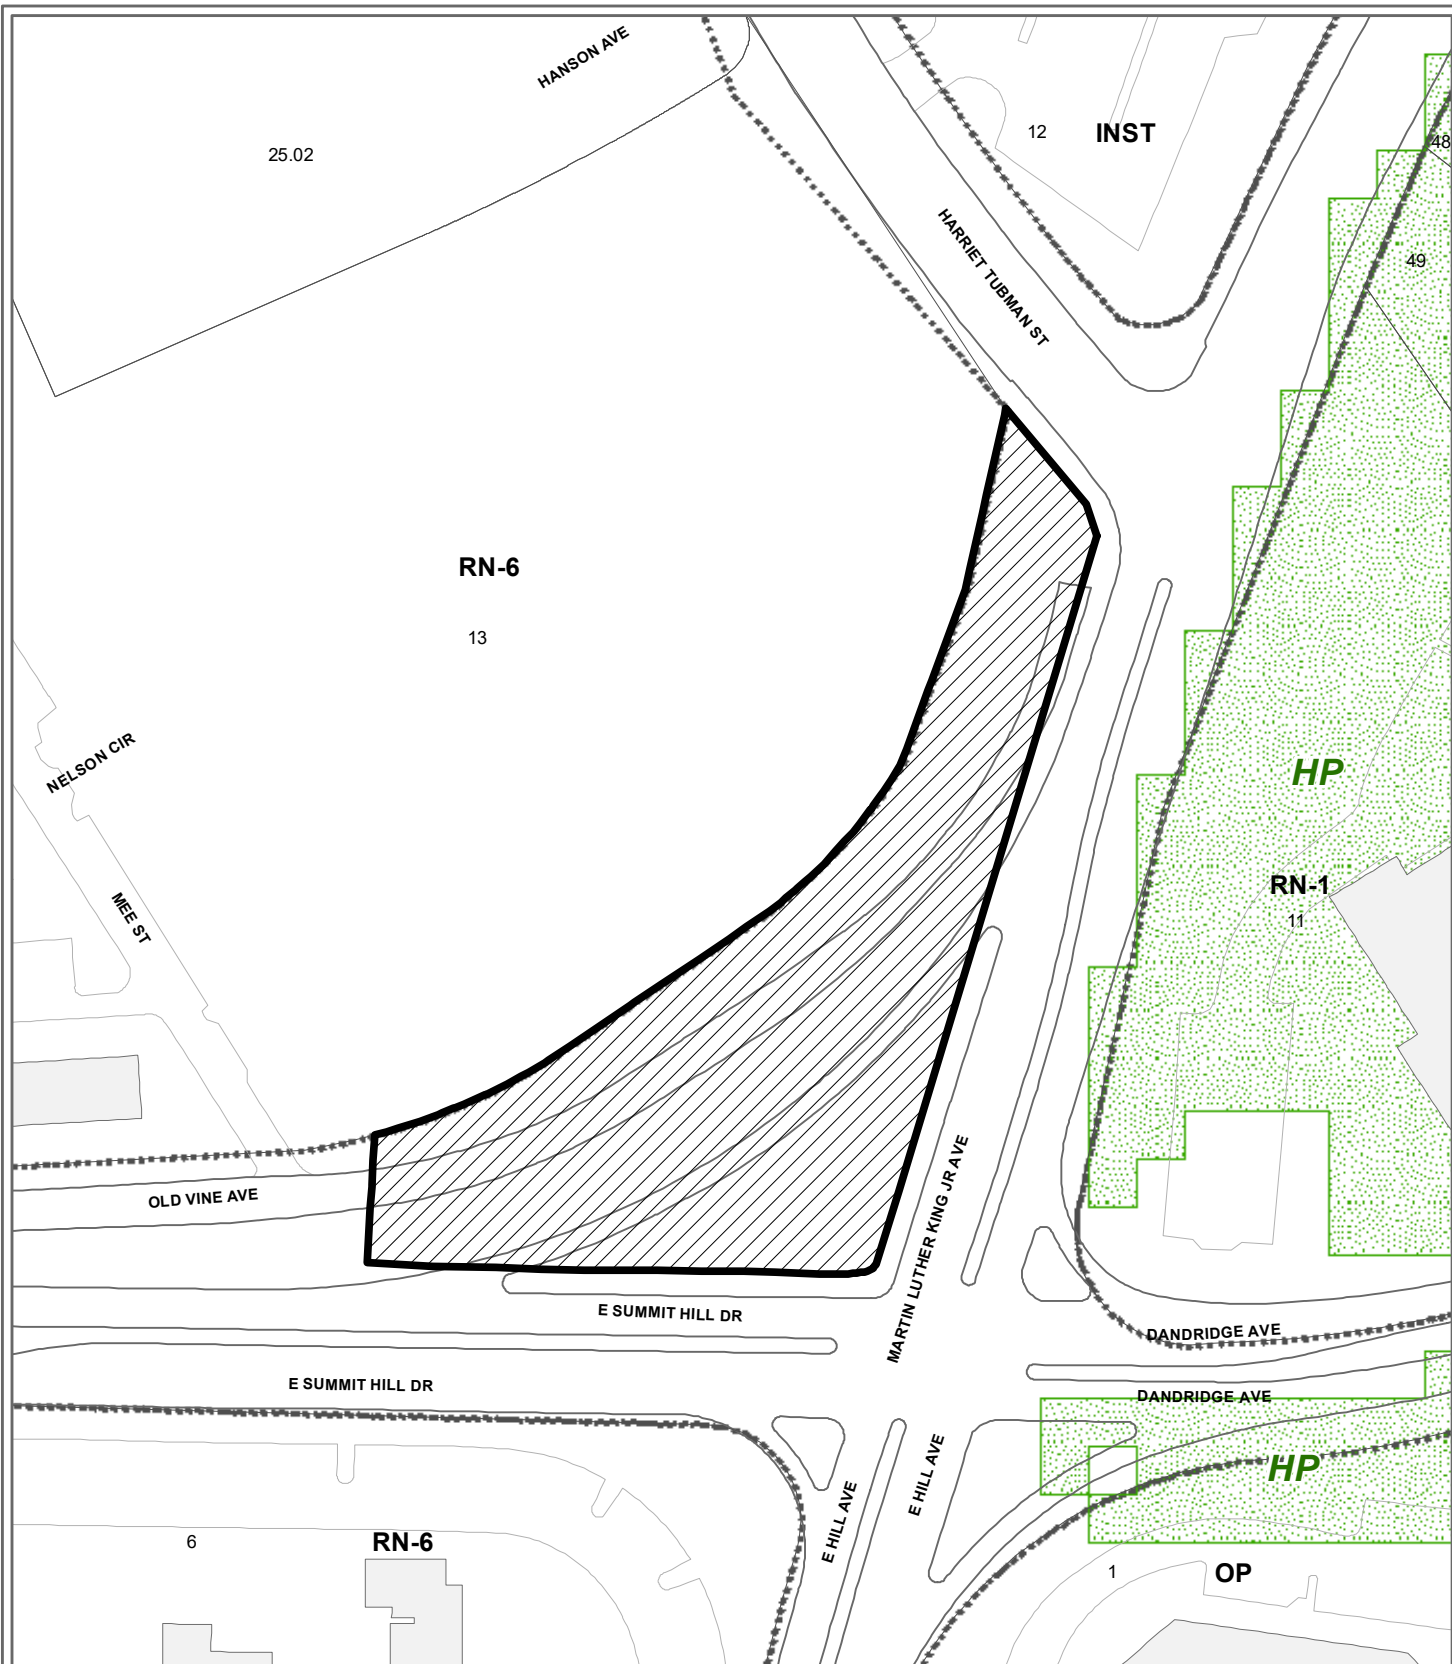 HANSON AVE
25.02
12
INST
48
HARRIET TUBMAN ST
49
RN-6
13
NELSON CIR
HP
RN-1
11
MEE ST
OLD VINE AVE
MARTIN LUTHER KING JR AVE
E SUMMIT HILL DR
DANDRIDGE AVE
E SUMMIT HILL DR
DANDRIDGE AVE
HP
E HILL AVE
E HILL AVE
6
RN-6
1
OP